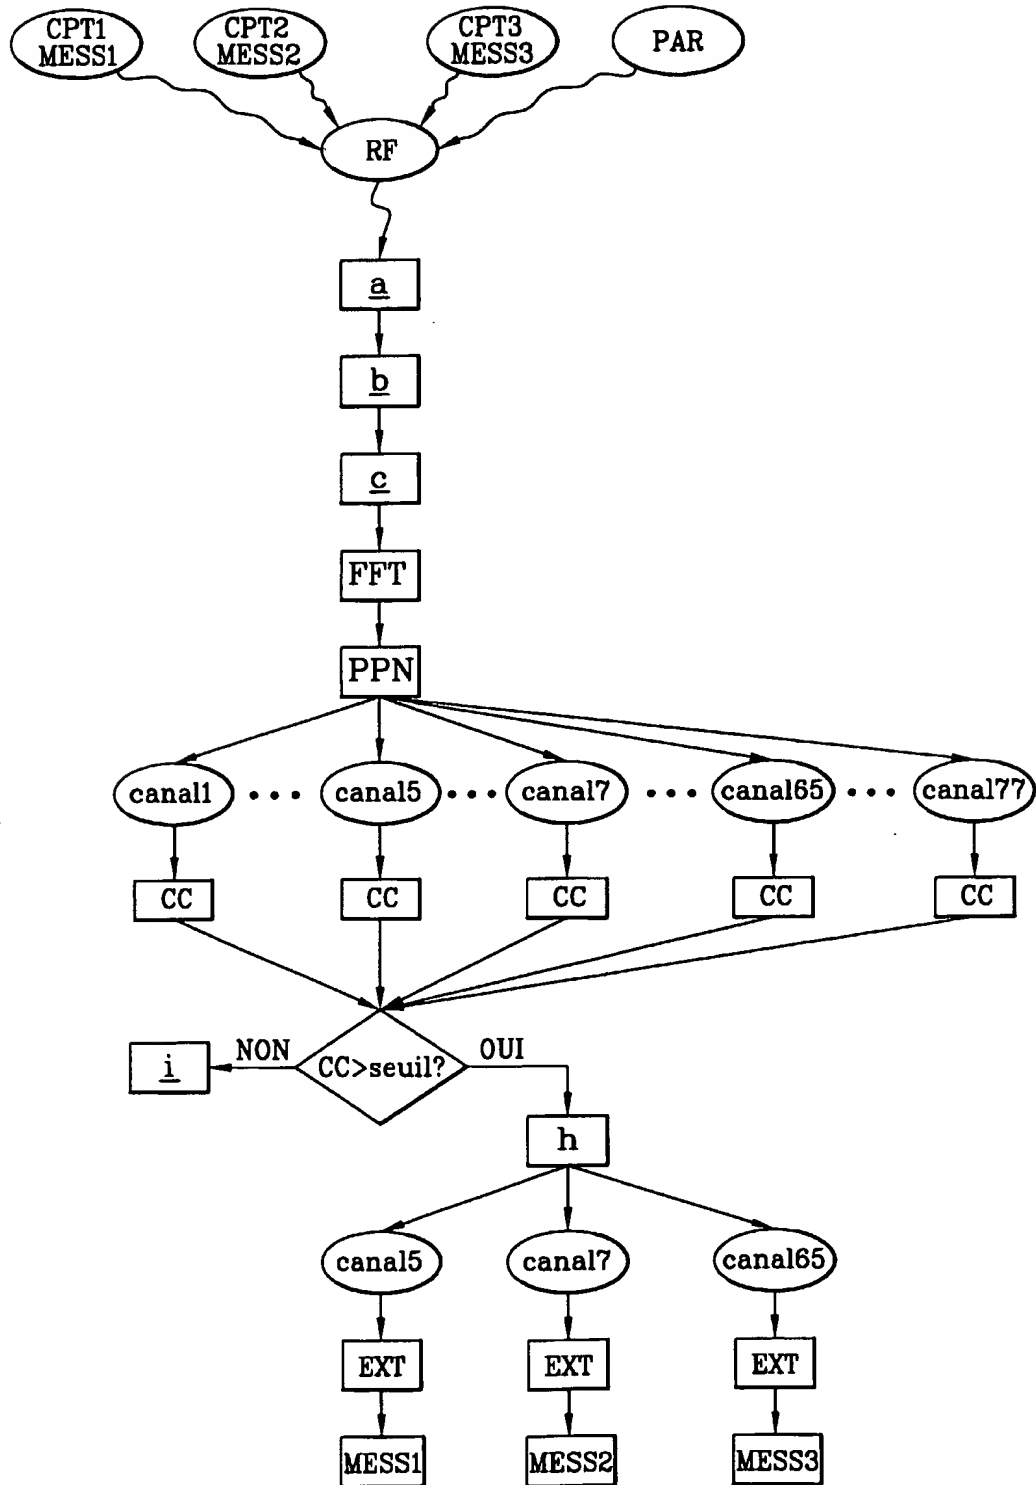 CPT1
MESS1
CPT2
MESS2
CPT3
MESS3
PAR
RF
a
b
c
FFT
PPN
canal1 ... canal5 ... canal7 ... canal65 ... canal77
CC CC CC CC CC
i NON CC>seuil? OUI
h
canal5 canal7 canal65
EXT EXT EXT
MESS1 MESS2 MESS3